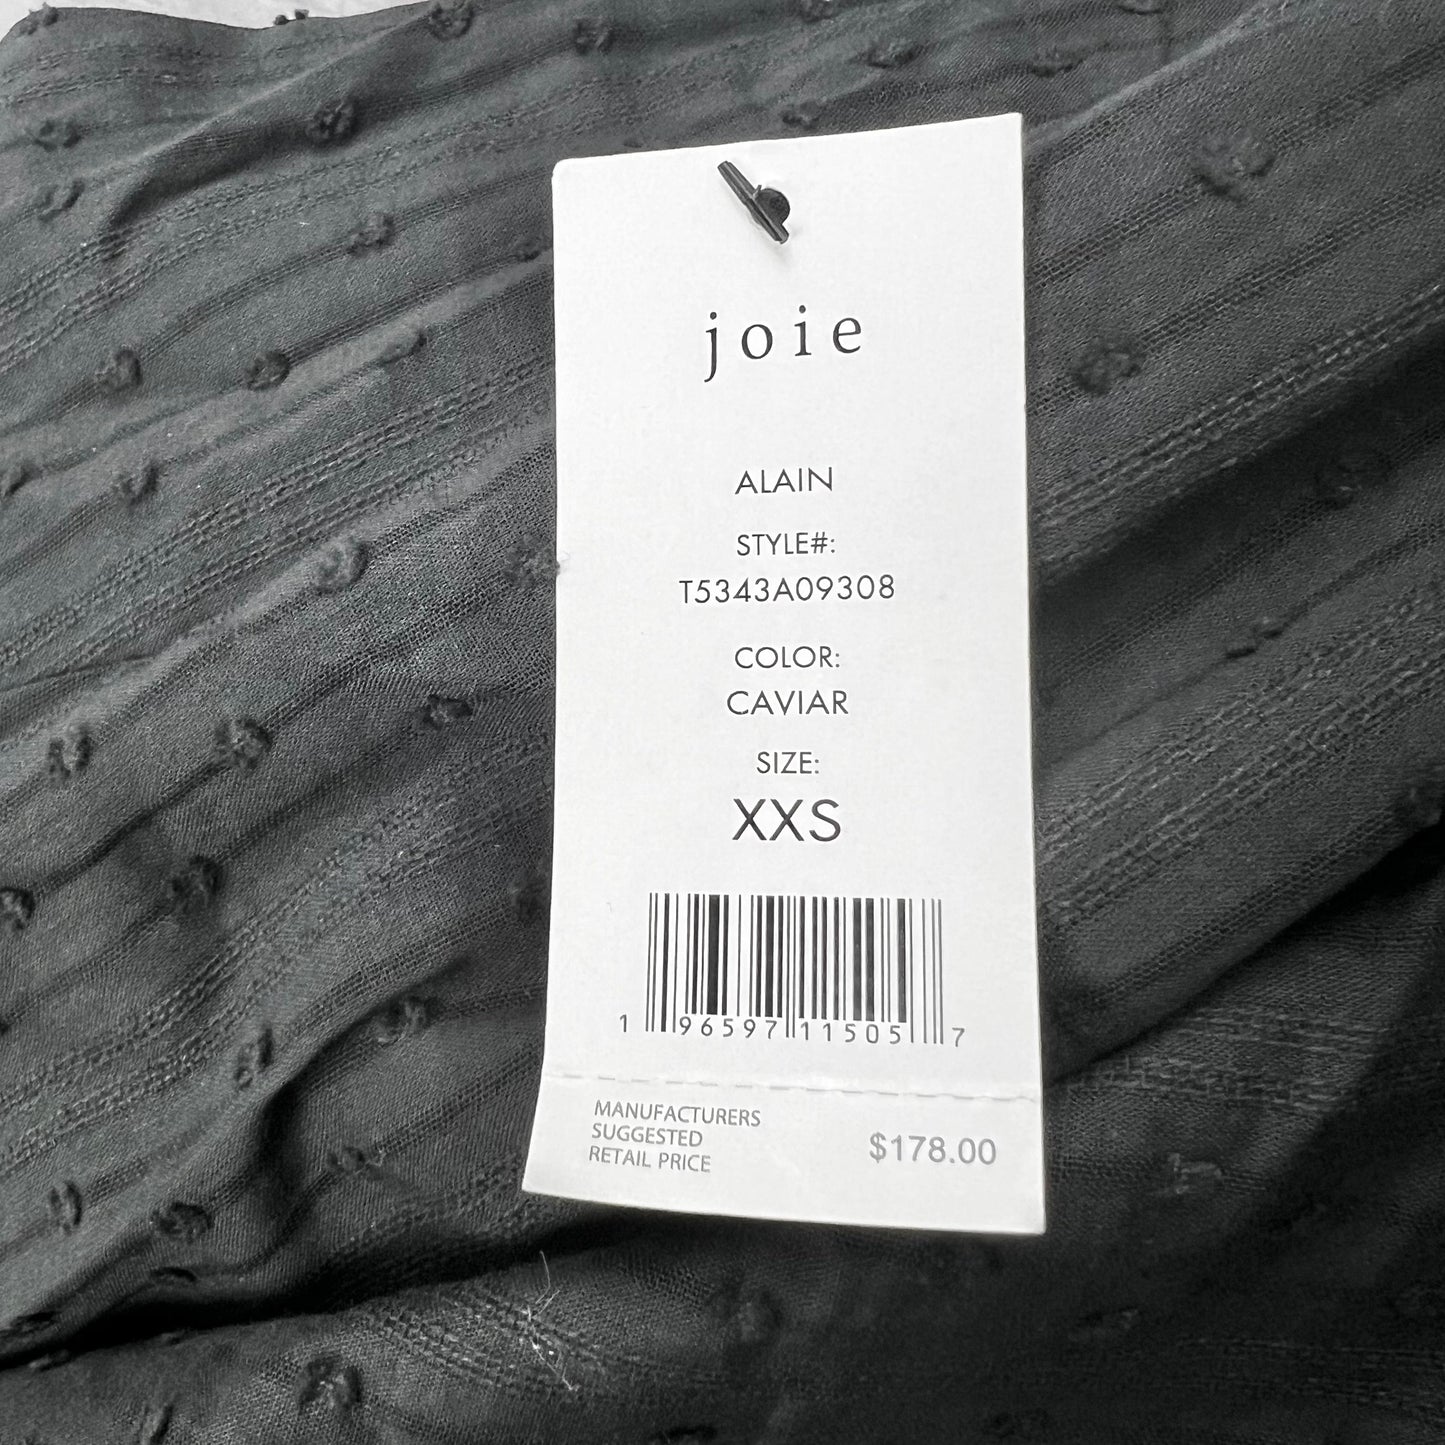 joie
ALAIN
STYLE#:
T5343A09308
COLOR:
CAVIAR
SIZE:
XXS
1 96597 11505 7
MANUFACTURERS
SUGGESTED
RETAIL PRICE
$178.00